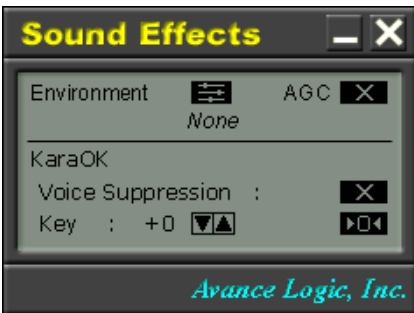 Sound Effects
Environment AGC
None
KaraOK
Voice Suppression :
Key : +0
Avance Logic, Inc.